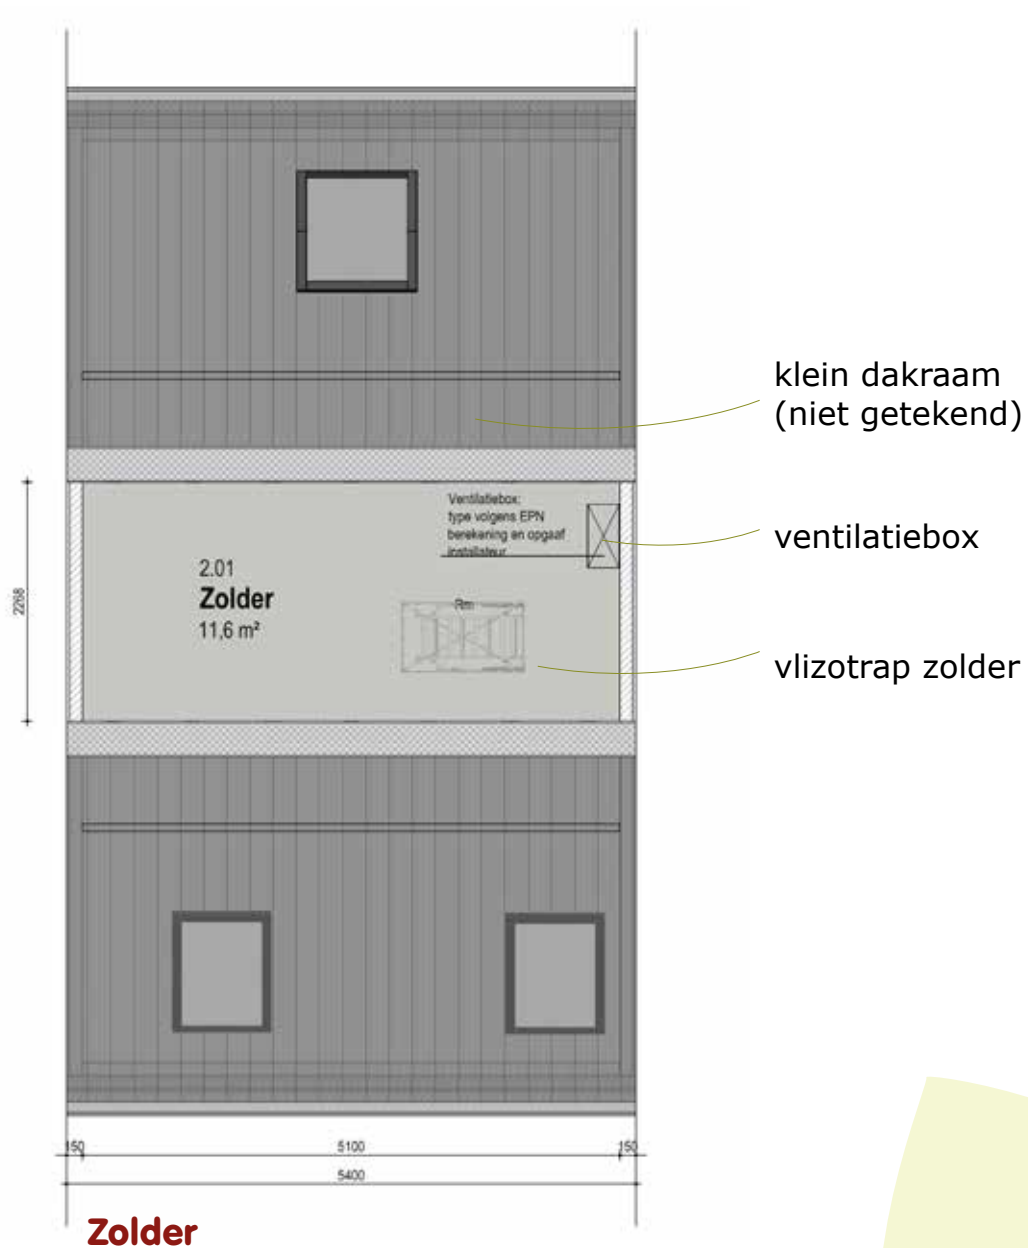 klein dakraam
(niet getekend)
Ventilatiebox:
type volgens EPN
berekening en opgaaf
installateur
ventilatiebox
2.01
Zolder
11,6 m²
Rm
2268
vlizotrap zolder
150
5100
150
5400
Zolder